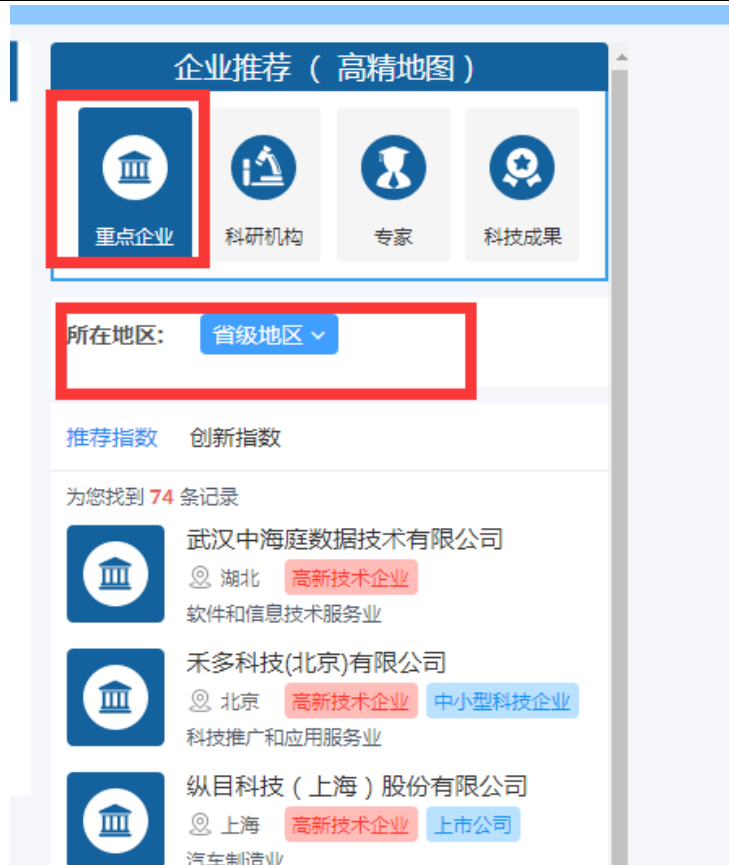 企业推荐（高精地图）
重点企业 科研机构 专家 科技成果
所在地区: 省级地区
推荐指数 创新指数
为您找到 74 条记录
武汉中海庭数据技术有限公司
湖北 高新技术企业
软件和信息技术服务业
禾多科技(北京)有限公司
北京 高新技术企业 中小型科技企业
科技推广和应用服务业
纵目科技（上海）股份有限公司
上海 高新技术企业 上市公司
汽车制造业